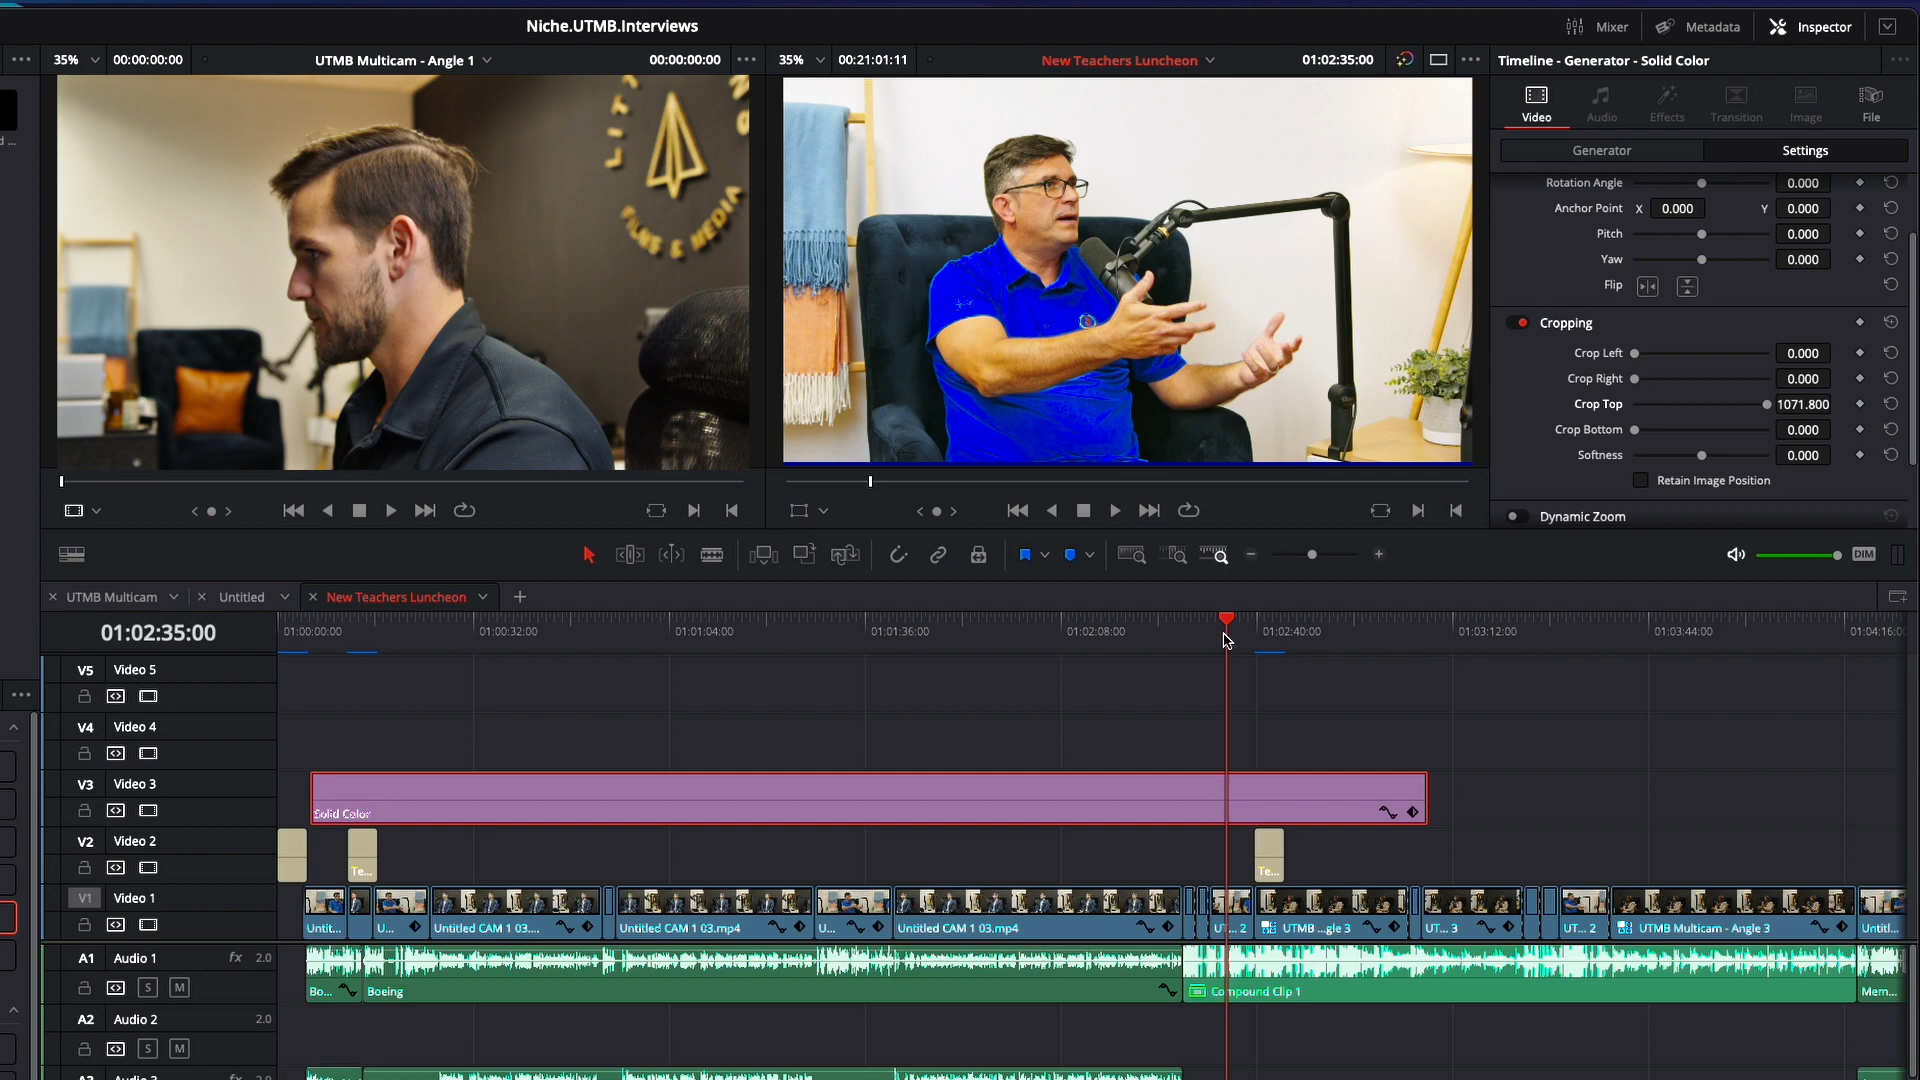 Niche.UTMB.Interviews
Mixer
Metadata
Inspector
35%
00:00:00:00
UTMB Multicam - Angle 1
00:00:00:00
35%
00:21:01:11
New Teachers Luncheon
01:02:35:00
Timeline - Generator - Solid Color
Video
Audio
Effects
Transition
Image
File
Generator
Settings
FILMS & MEDIA
Rotation Angle 0.000
Anchor Point X 0.000 Y 0.000
Pitch 0.000
Yaw 0.000
Flip
Cropping
Crop Left 0.000
Crop Right 0.000
Crop Top 1071.800
Crop Bottom 0.000
Softness 0.000
Retain Image Position
Dynamic Zoom
DIM
UTMB Multicam
Untitled
New Teachers Luncheon
01:02:35:00
01:00:00:00
01:00:32:00
01:01:04:00
01:01:36:00
01:02:08:00
01:02:40:00
01:03:12:00
01:03:44:00
01:04:16:0
V5 Video 5
V4 Video 4
V3 Video 3
Solid Color
V2 Video 2
Te...
Te...
V1 Video 1
Untit...
U...
Untitled CAM 1 03....
Untitled CAM 1 03.mp4
U...
Untitled CAM 1 03.mp4
UT... 2
UTMB ...gle 3
UT... 3
UT... 2
UTMB Multicam - Angle 3
Untitl...
A1 Audio 1 fx 2.0
S M
Bo...
Boeing
Compound Clip 1
Mem...
A2 Audio 2 2.0
S M